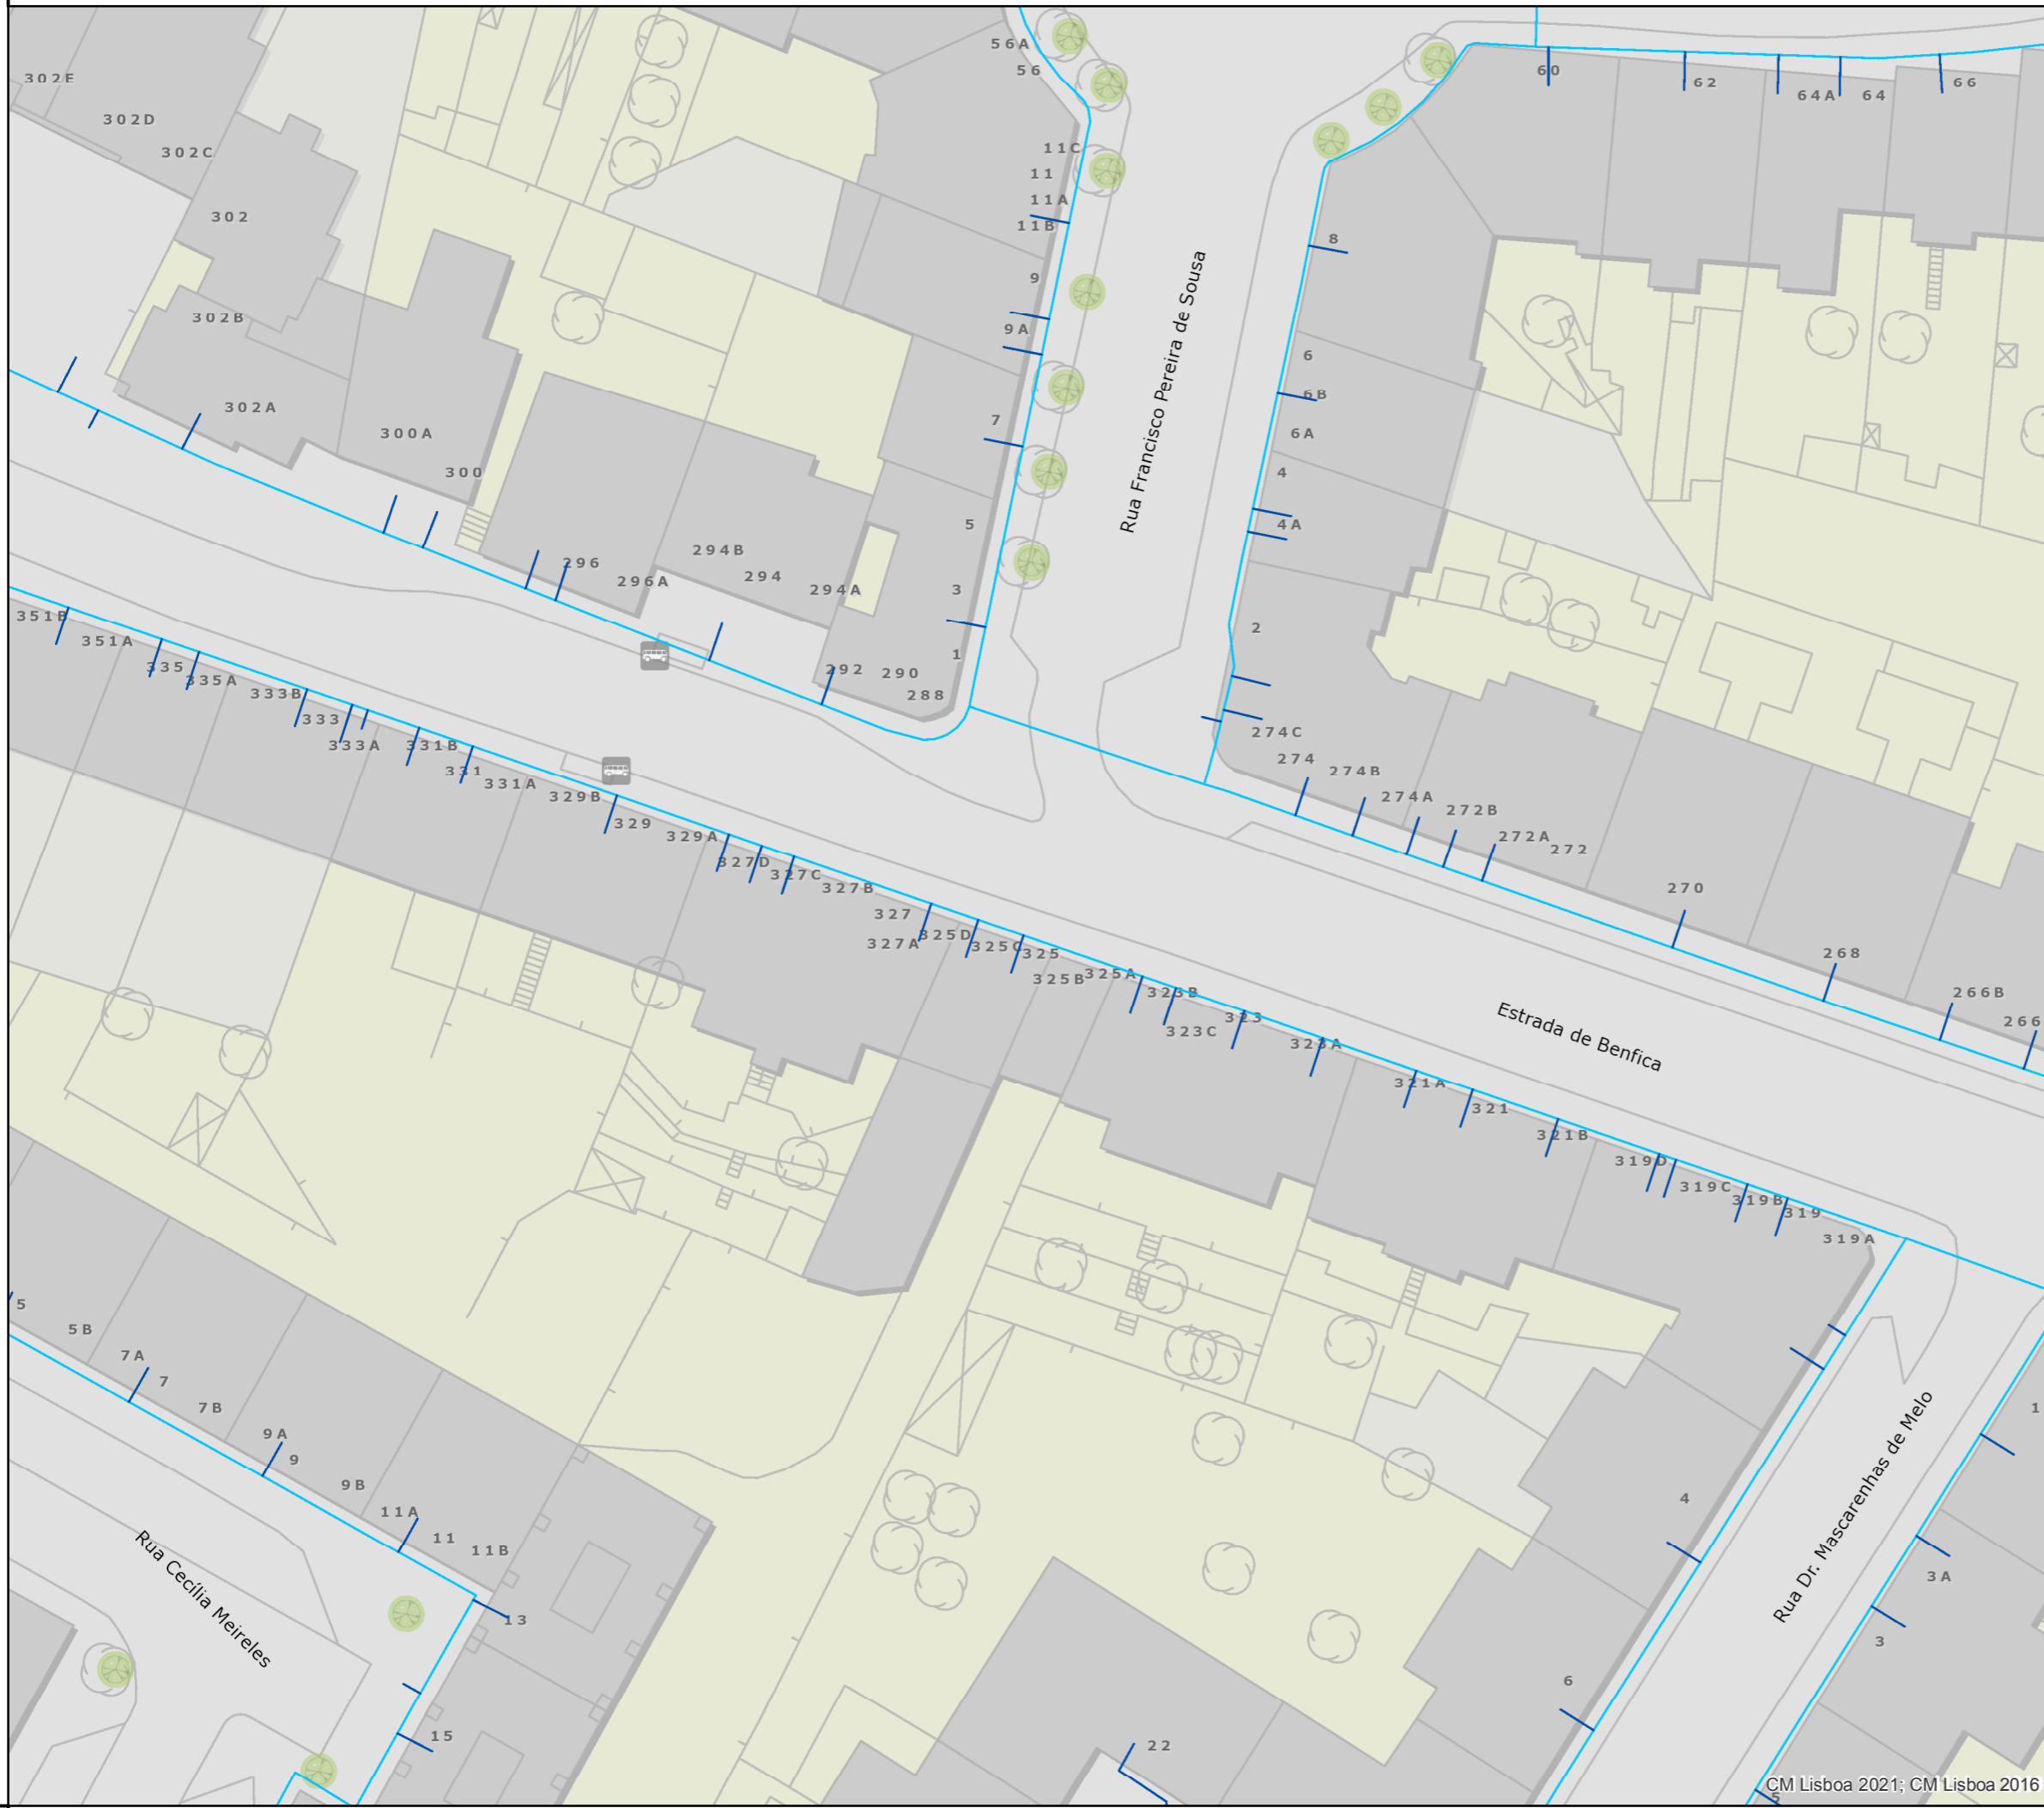 56A
56
60
62
64A
64
66
302E
302D
302C
302
302B
302A
300A
300
296
296A
294B
294
294A
292
290
288
11C
11
11A
11B
9
9A
7
5
3
1
Rua Francisco Pereira de Sousa
8
6
6B
6A
4
4A
2
274C
274
274B
274A
272B
272A
272
270
268
266B
266
351B
351A
335
335A
333B
333
333A
331B
331
331A
329B
329
329A
327D
327C
327B
327
327A
325D
325C
325
325B
325A
323B
323C
323
323A
321A
321
321B
319D
319C
319B
319
319A
Estrada de Benfica
5
5B
7A
7
7B
9A
9
9B
11A
11
11B
13
15
Rua Cecília Meireles
22
4
6
Rua Dr. Mascarenhas de Melo
1
3A
3
5
CM Lisboa 2021; CM Lisboa 2016